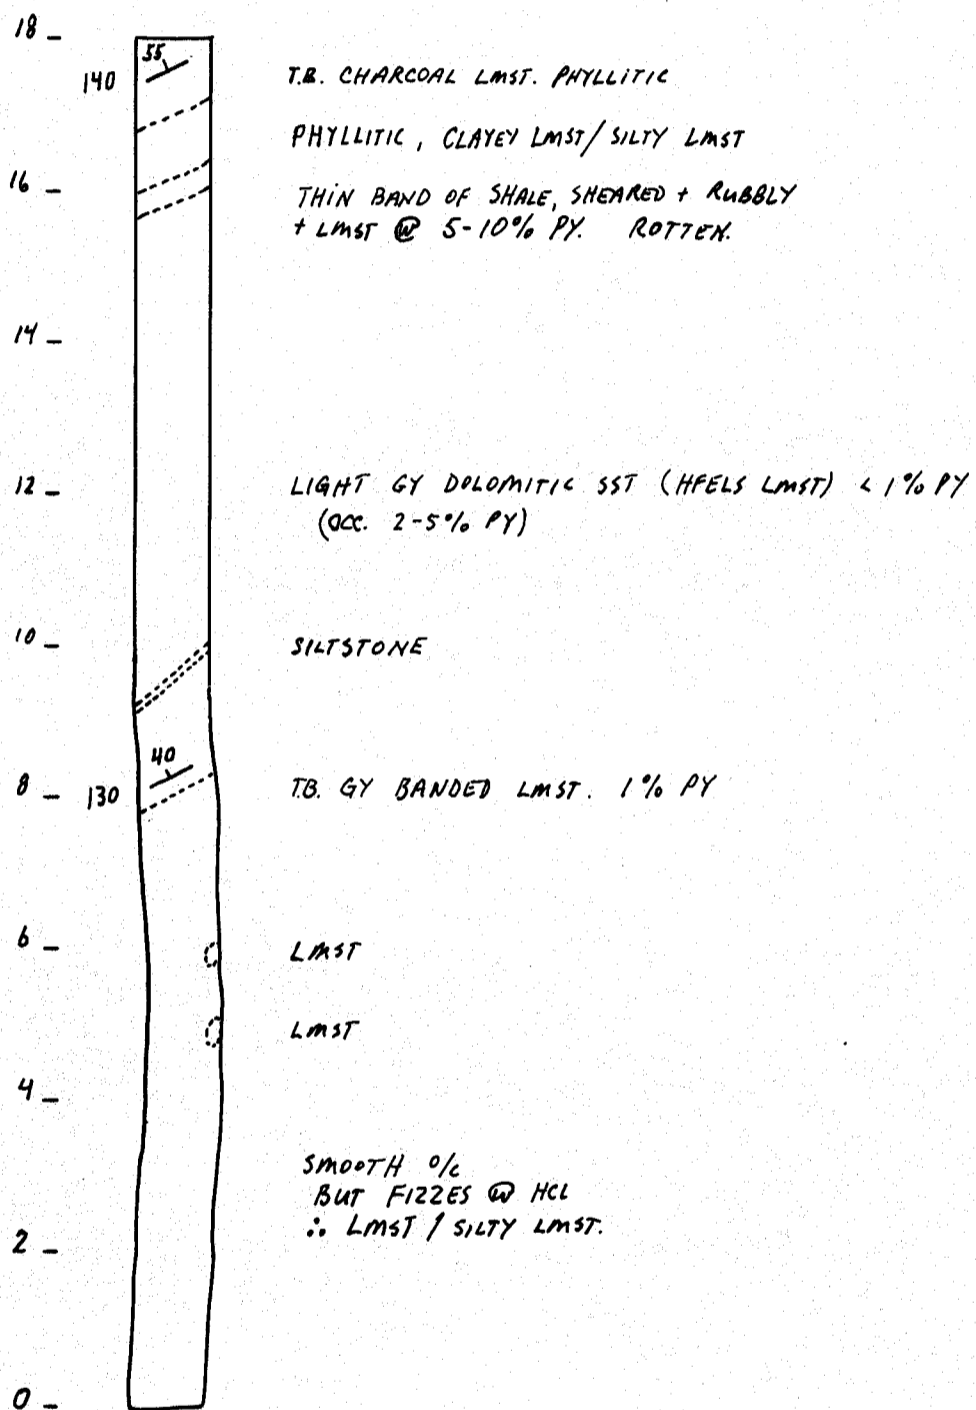 18 –
55
140
T.B. CHARCOAL LMST. PHYLLITIC
PHYLLITIC, CLAYEY LMST/ SILTY LMST
16 –
THIN BAND OF SHALE, SHEARED + RUBBLY
+ LMST ⓦ 5-10% PY. ROTTEN.
14 –
12 –
LIGHT GY DOLOMITIC SST (HFELS LMST) < 1% PY
(OCC. 2-5% PY)
10 –
SILTSTONE
40
8 –
130
T.B. GY BANDED LMST. 1% PY
6 –
LMST
LMST
4 –
SMOOTH O/C
BUT FIZZES ⓦ HCL
∴ LMST / SILTY LMST.
2 –
0 –